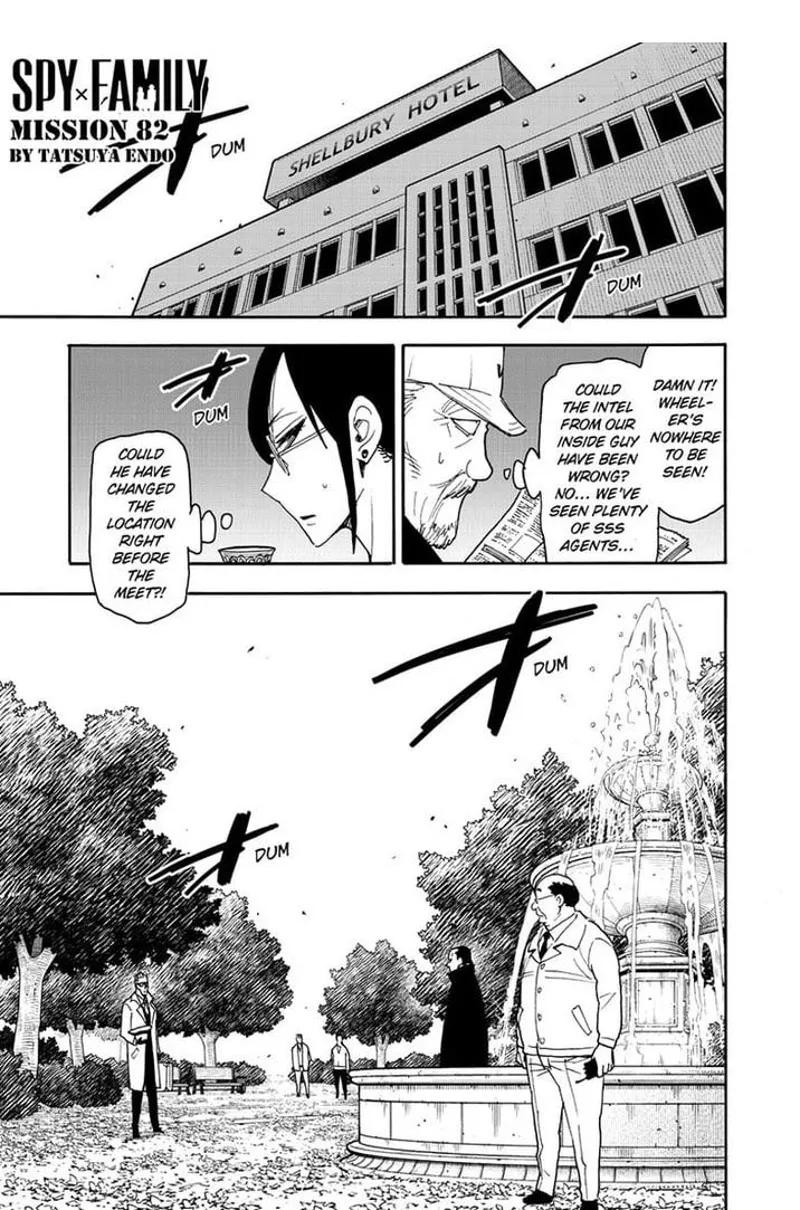 SPY×FAMILY
MISSION 82
BY TATSUYA ENDO
DUM
SHELLBURY HOTEL
DUM
DAMN IT!
WHEEL-
ER'S
NOWHERE
TO BE
SEEN!
COULD
THE INTEL
FROM OUR
INSIDE GUY
HAVE BEEN
WRONG?
NO... WE'VE
SEEN PLENTY
OF SSS
AGENTS...
DUM
COULD
HE HAVE
CHANGED
THE
LOCATION
RIGHT
BEFORE
THE
MEET?!
DUM
DUM